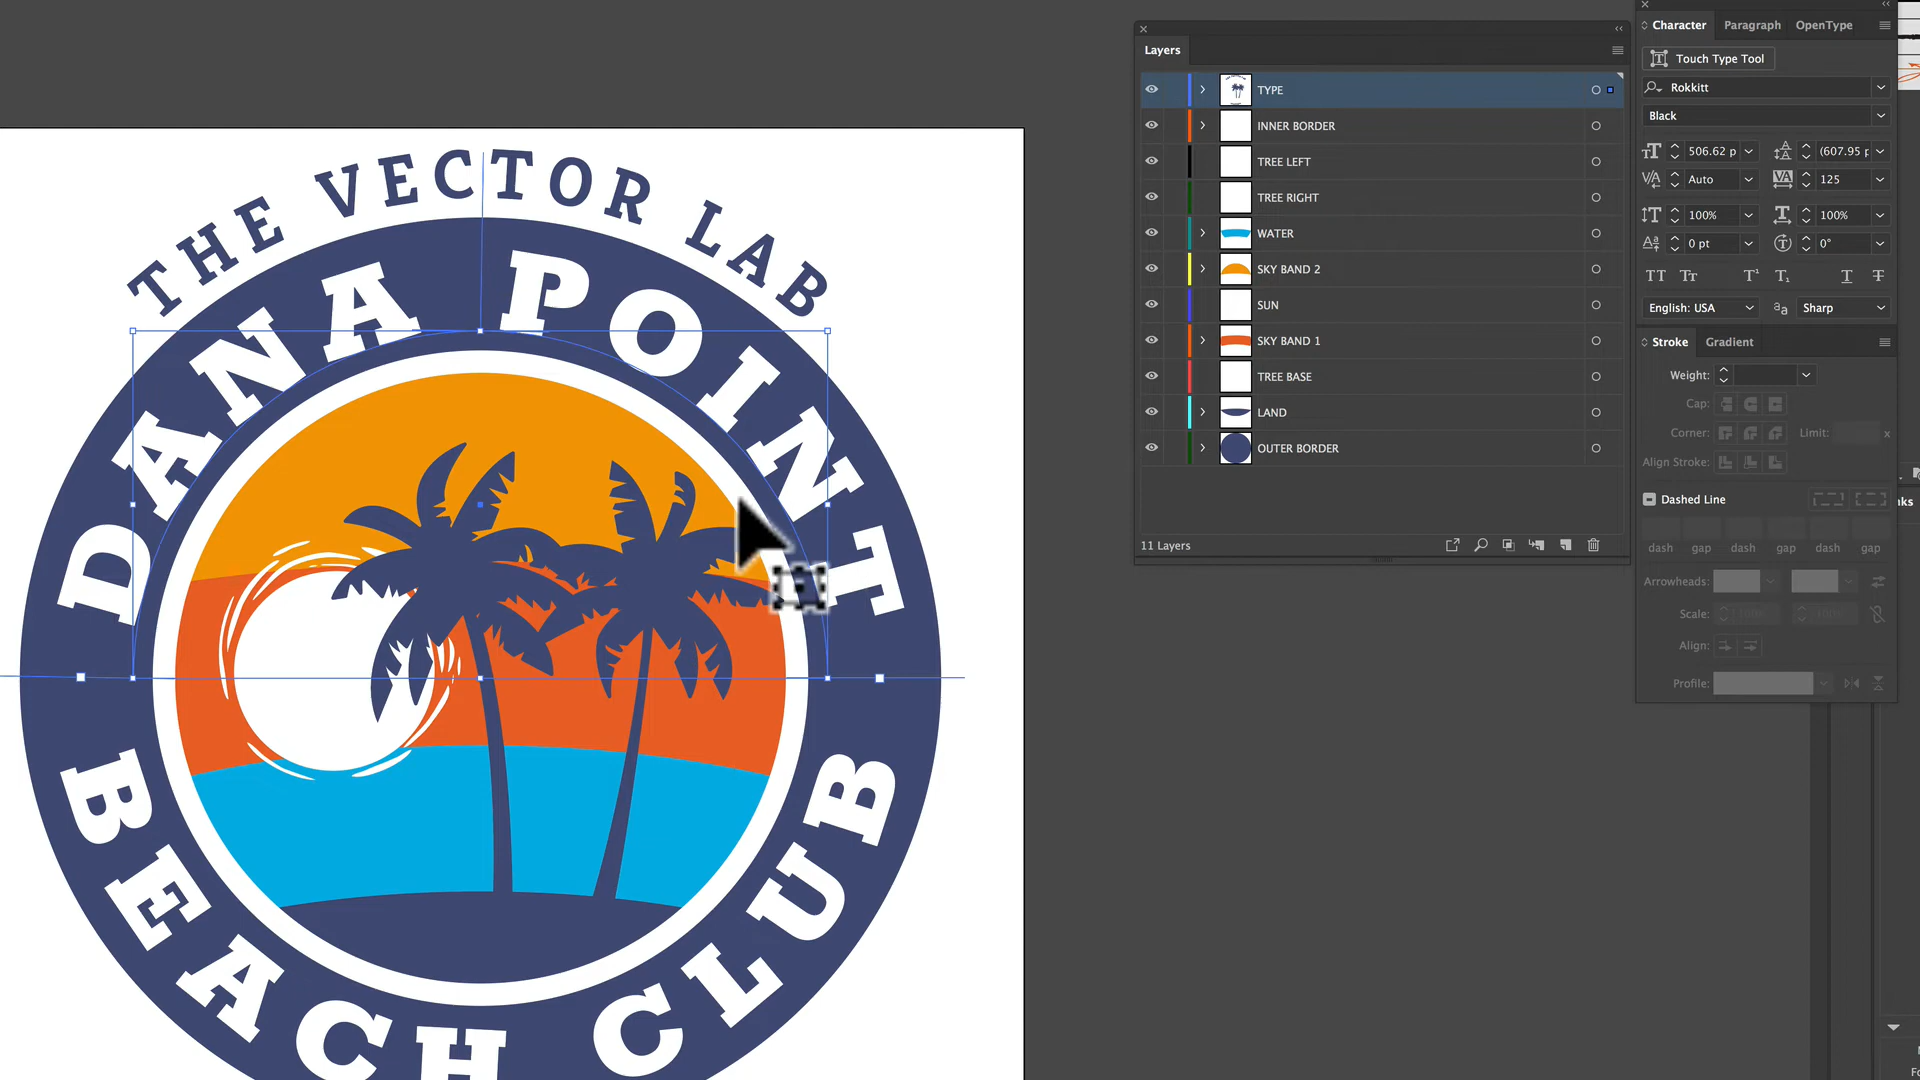 THE VECTOR LAB
DANA POINT
BEACH CLUB
Layers
TYPE
INNER BORDER
TREE LEFT
TREE RIGHT
WATER
SKY BAND 2
SUN
SKY BAND 1
TREE BASE
LAND
OUTER BORDER
11 Layers
Character Paragraph OpenType
Touch Type Tool
Rokkitt
Black
506.62 p (607.95 p
Auto 125
100% 100%
0 pt 0°
English: USA Sharp
Stroke Gradient
Weight:
Cap:
Corner: Limit: x
Align Stroke:
Dashed Line
dash gap dash gap dash gap
Arrowheads:
Scale: 100% 100%
Align:
Profile:
nks